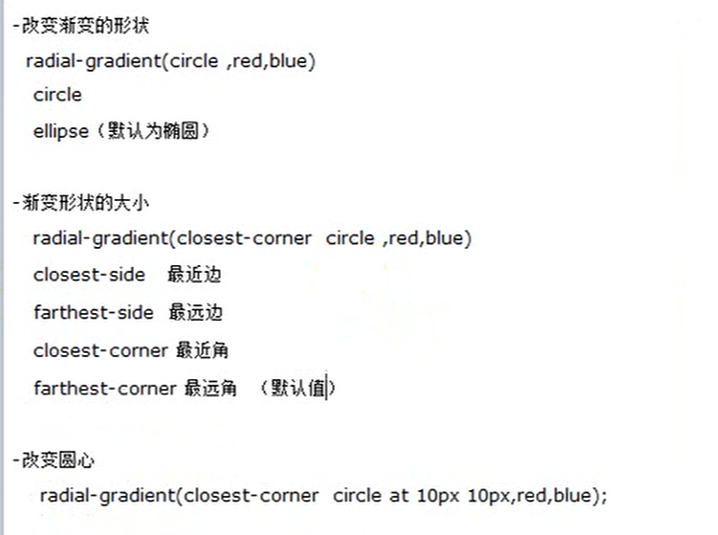 -改变渐变的形状
radial-gradient(circle ,red,blue)
circle
ellipse（默认为椭圆）
-渐变形状的大小
radial-gradient(closest-corner  circle ,red,blue)
closest-side   最近边
farthest-side  最远边
closest-corner 最近角
farthest-corner 最远角  （默认值）
-改变圆心
radial-gradient(closest-corner  circle at 10px 10px,red,blue);